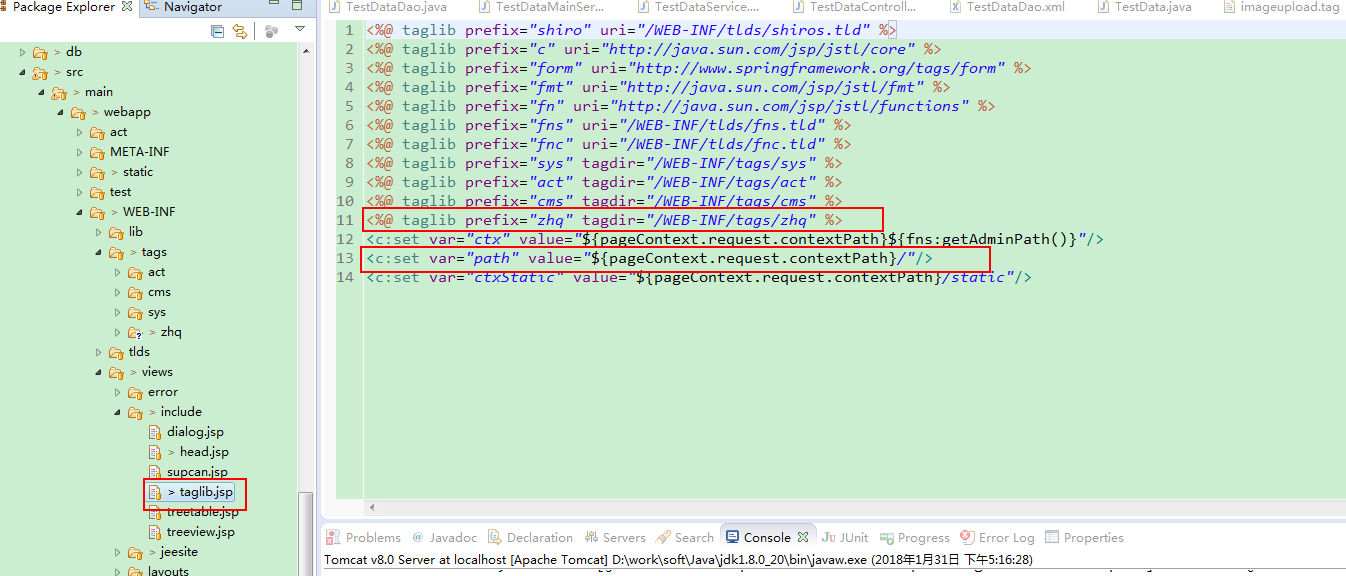 Package Explorer
Navigator
> db
> src
> main
> webapp
act
META-INF
> static
test
> WEB-INF
lib
> tags
act
cms
sys
> zhq
tlds
> views
error
> include
dialog.jsp
> head.jsp
supcan.jsp
> taglib.jsp
treetable.jsp
treeview.jsp
> jeesite
layouts
TestDataDao.java
TestDataMainSer...
TestDataService....
TestDataControll...
TestDataDao.xml
TestData.java
imageupload.tag
1 <%@ taglib prefix="shiro" uri="/WEB-INF/tlds/shiros.tld" %>
2 <%@ taglib prefix="c" uri="http://java.sun.com/jsp/jstl/core" %>
3 <%@ taglib prefix="form" uri="http://www.springframework.org/tags/form" %>
4 <%@ taglib prefix="fmt" uri="http://java.sun.com/jsp/jstl/fmt" %>
5 <%@ taglib prefix="fn" uri="http://java.sun.com/jsp/jstl/functions" %>
6 <%@ taglib prefix="fns" uri="/WEB-INF/tlds/fns.tld" %>
7 <%@ taglib prefix="fnc" uri="/WEB-INF/tlds/fnc.tld" %>
8 <%@ taglib prefix="sys" tagdir="/WEB-INF/tags/sys" %>
9 <%@ taglib prefix="act" tagdir="/WEB-INF/tags/act" %>
10 <%@ taglib prefix="cms" tagdir="/WEB-INF/tags/cms" %>
11 <%@ taglib prefix="zhq" tagdir="/WEB-INF/tags/zhq" %>
12 <c:set var="ctx" value="${pageContext.request.contextPath}${fns:getAdminPath()}"/>
13 <c:set var="path" value="${pageContext.request.contextPath}/"/>
14 <c:set var="ctxStatic" value="${pageContext.request.contextPath}/static"/>
Problems @ Javadoc Declaration Servers Search Console JUnit Progress Error Log Properties
Tomcat v8.0 Server at localhost [Apache Tomcat] D:\work\soft\Java\jdk1.8.0_20\bin\javaw.exe (2018年1月31日 下午5:16:28)